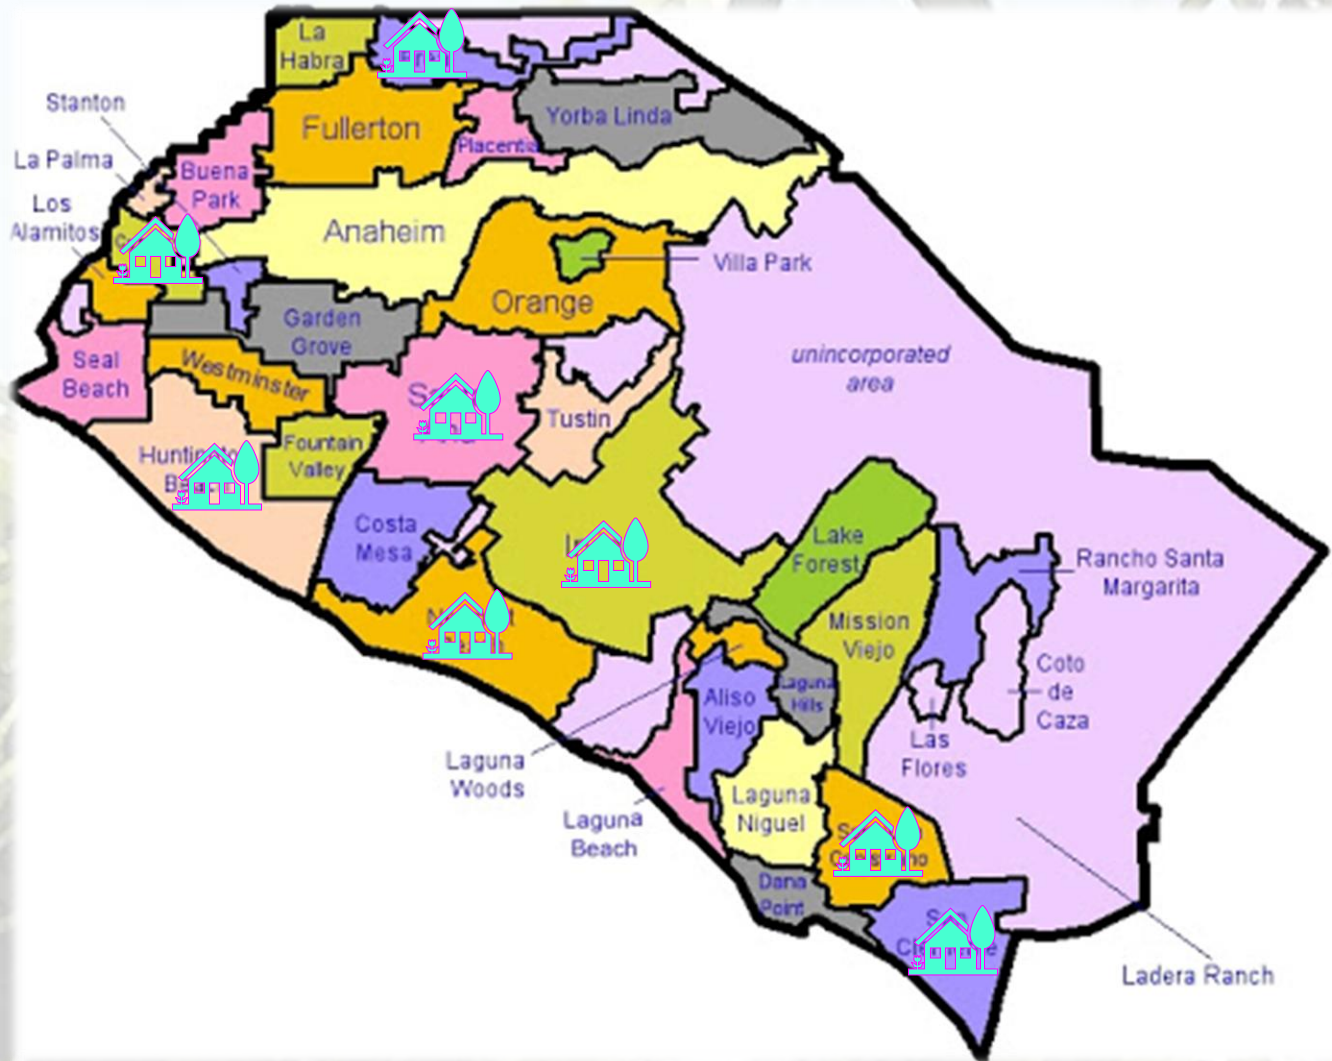 La
Habra
Stanton
Fullerton
Yorba Linda
Placentia
La Palma
Buena
Park
Los
Alamitos
Anaheim
Villa Park
Orange
Garden
Grove
unincorporated
area
Seal
Beach
Westminster
Tustin
Fountain
Valley
Costa
Mesa
Lake
Forest
Rancho Santa
Margarita
Mission
Viejo
Coto
de
Caza
Aliso
Viejo
Laguna
Hills
Las
Flores
Laguna
Woods
Laguna
Niguel
Laguna
Beach
Dana
Point
Ladera Ranch